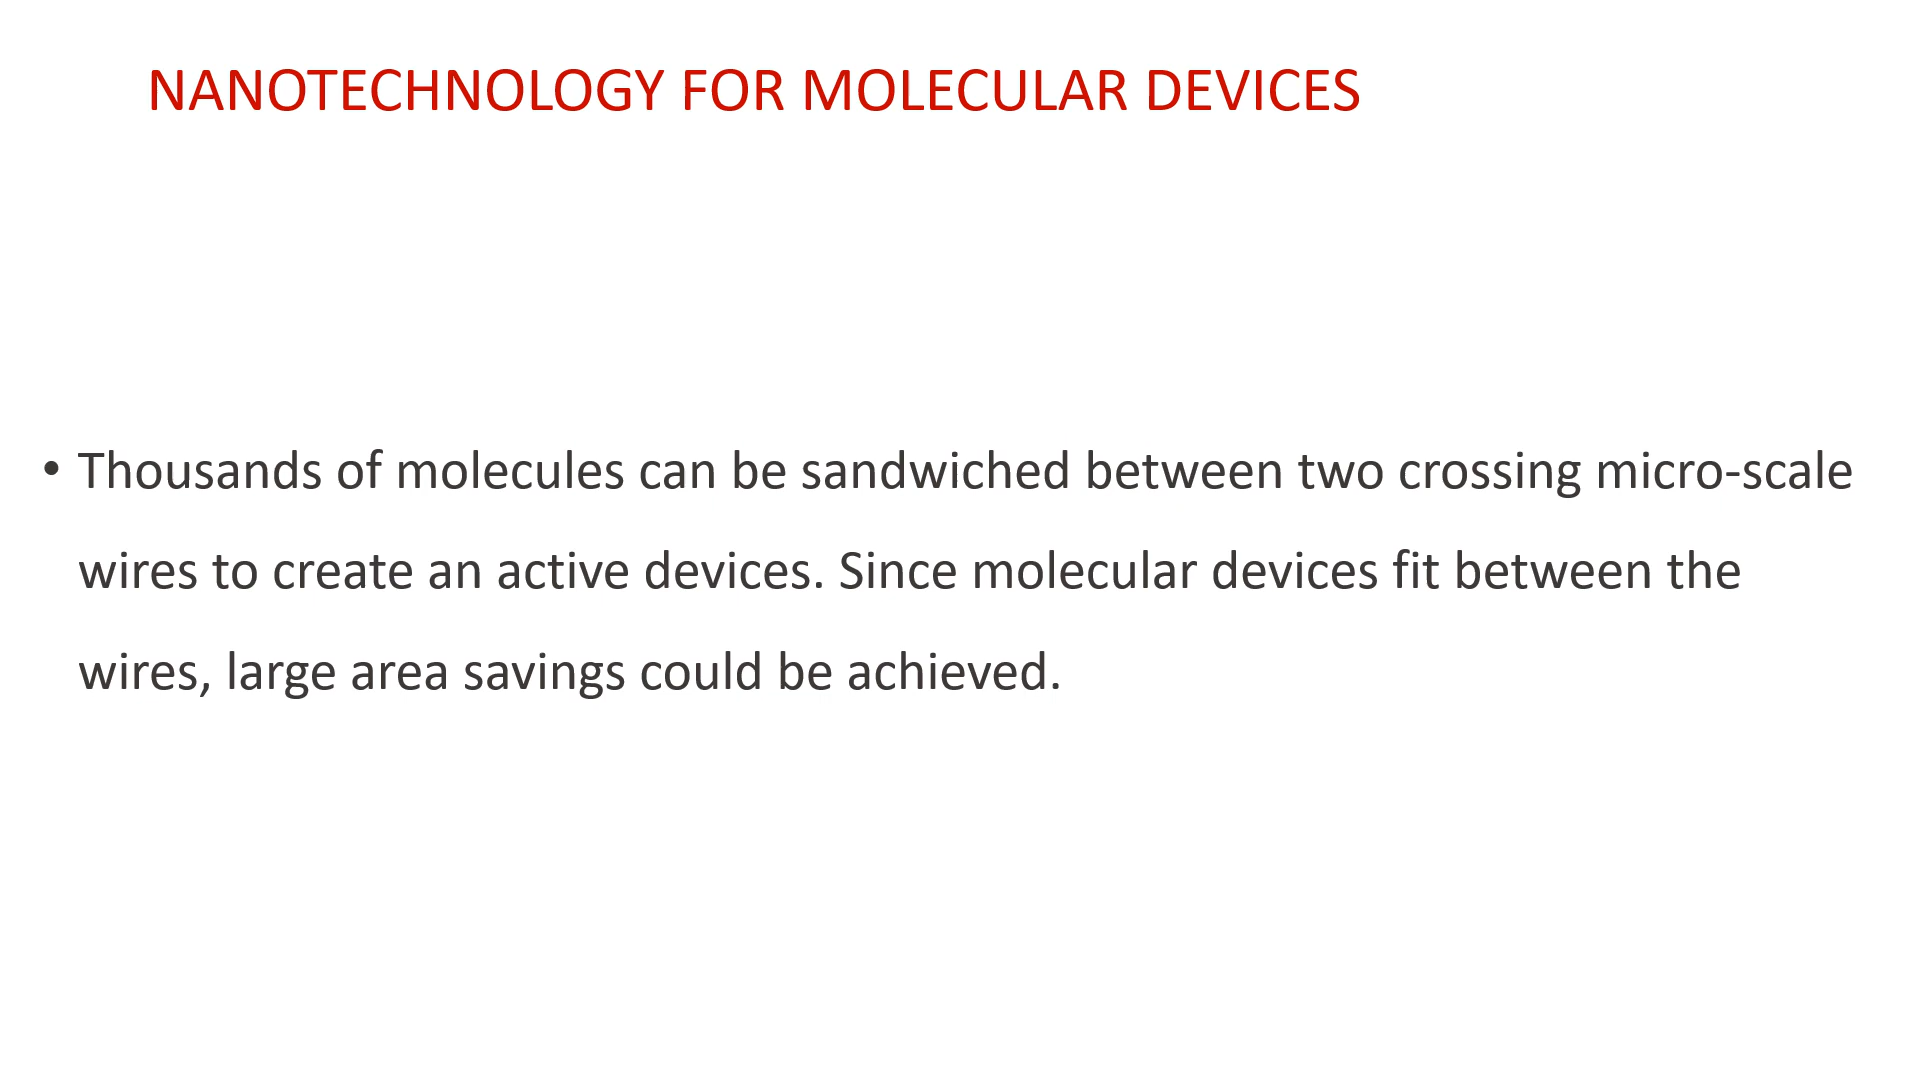 NANOTECHNOLOGY FOR MOLECULAR DEVICES
• Thousands of molecules can be sandwiched between two crossing micro-scale
wires to create an active devices. Since molecular devices fit between the
wires, large area savings could be achieved.